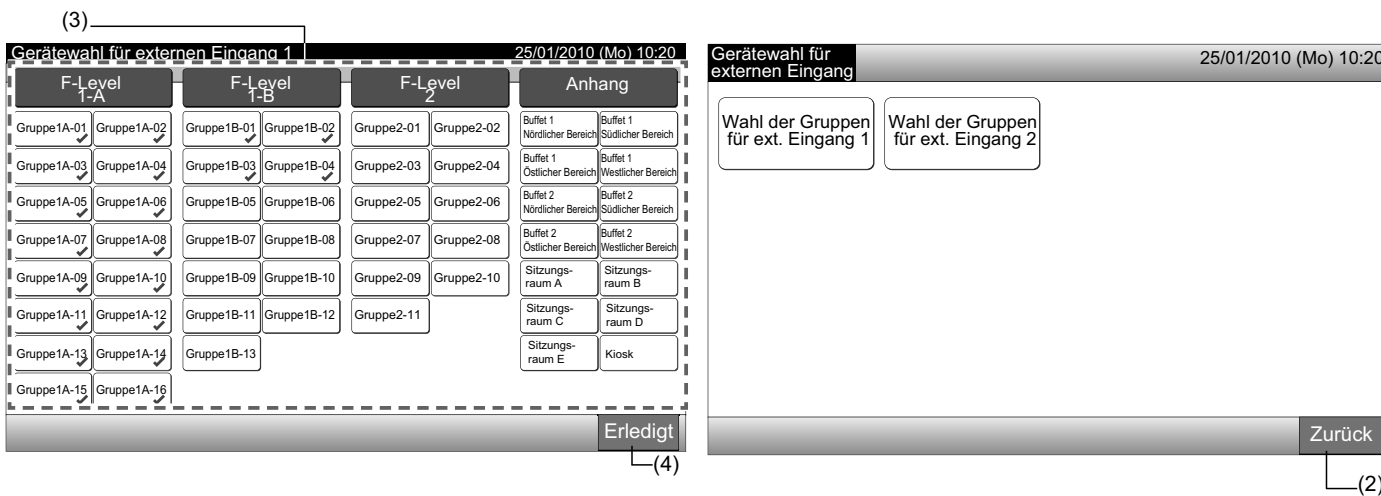 (3)
Gerätewahl für externen Eingang 1 25/01/2010 (Mo) 10:20
F-Level
1-A
F-Level
1-B
F-Level
2
Anhang
Gruppe1A-01 Gruppe1A-02 Gruppe1B-01 Gruppe1B-02 Gruppe2-01 Gruppe2-02
Buffet 1
Nördlicher Bereich
Buffet 1
Südlicher Bereich
Gruppe1A-03 Gruppe1A-04 Gruppe1B-03 Gruppe1B-04 Gruppe2-03 Gruppe2-04
Buffet 1
Östlicher Bereich
Buffet 1
Westlicher Bereich
Gruppe1A-05 Gruppe1A-06 Gruppe1B-05 Gruppe1B-06 Gruppe2-05 Gruppe2-06
Buffet 2
Nördlicher Bereich
Buffet 2
Südlicher Bereich
Gruppe1A-07 Gruppe1A-08 Gruppe1B-07 Gruppe1B-08 Gruppe2-07 Gruppe2-08
Buffet 2
Östlicher Bereich
Buffet 2
Westlicher Bereich
Gruppe1A-09 Gruppe1A-10 Gruppe1B-09 Gruppe1B-10 Gruppe2-09 Gruppe2-10
Sitzungs-
raum A
Sitzungs-
raum B
Gruppe1A-11 Gruppe1A-12 Gruppe1B-11 Gruppe1B-12 Gruppe2-11
Sitzungs-
raum C
Sitzungs-
raum D
Gruppe1A-13 Gruppe1A-14 Gruppe1B-13
Sitzungs-
raum E
Kiosk
Gruppe1A-15 Gruppe1A-16
Erledigt
(4)
Gerätewahl für
externen Eingang
25/01/2010 (Mo) 10:20
Wahl der Gruppen
für ext. Eingang 1
Wahl der Gruppen
für ext. Eingang 2
Zurück
(2)